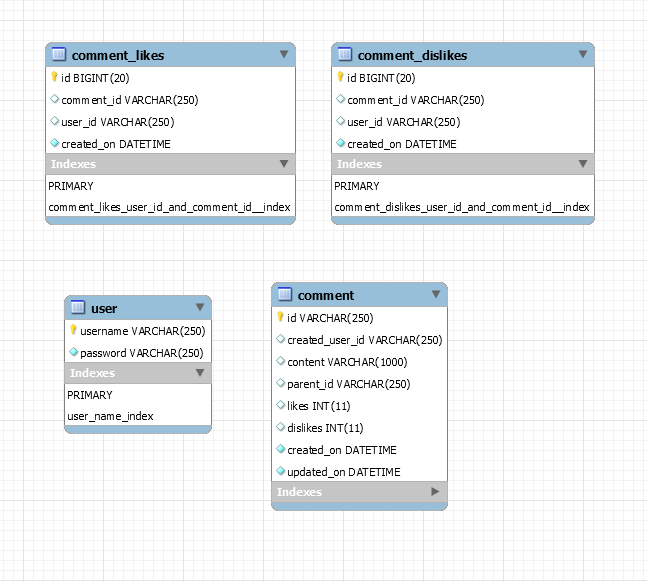 comment_likes
id BIGINT(20)
comment_id VARCHAR(250)
user_id VARCHAR(250)
created_on DATETIME
Indexes
PRIMARY
comment_likes_user_id_and_comment_id__index
comment_dislikes
id BIGINT(20)
comment_id VARCHAR(250)
user_id VARCHAR(250)
created_on DATETIME
Indexes
PRIMARY
comment_dislikes_user_id_and_comment_id__index
user
username VARCHAR(250)
password VARCHAR(250)
Indexes
PRIMARY
user_name_index
comment
id VARCHAR(250)
created_user_id VARCHAR(250)
content VARCHAR(1000)
parent_id VARCHAR(250)
likes INT(11)
dislikes INT(11)
created_on DATETIME
updated_on DATETIME
Indexes